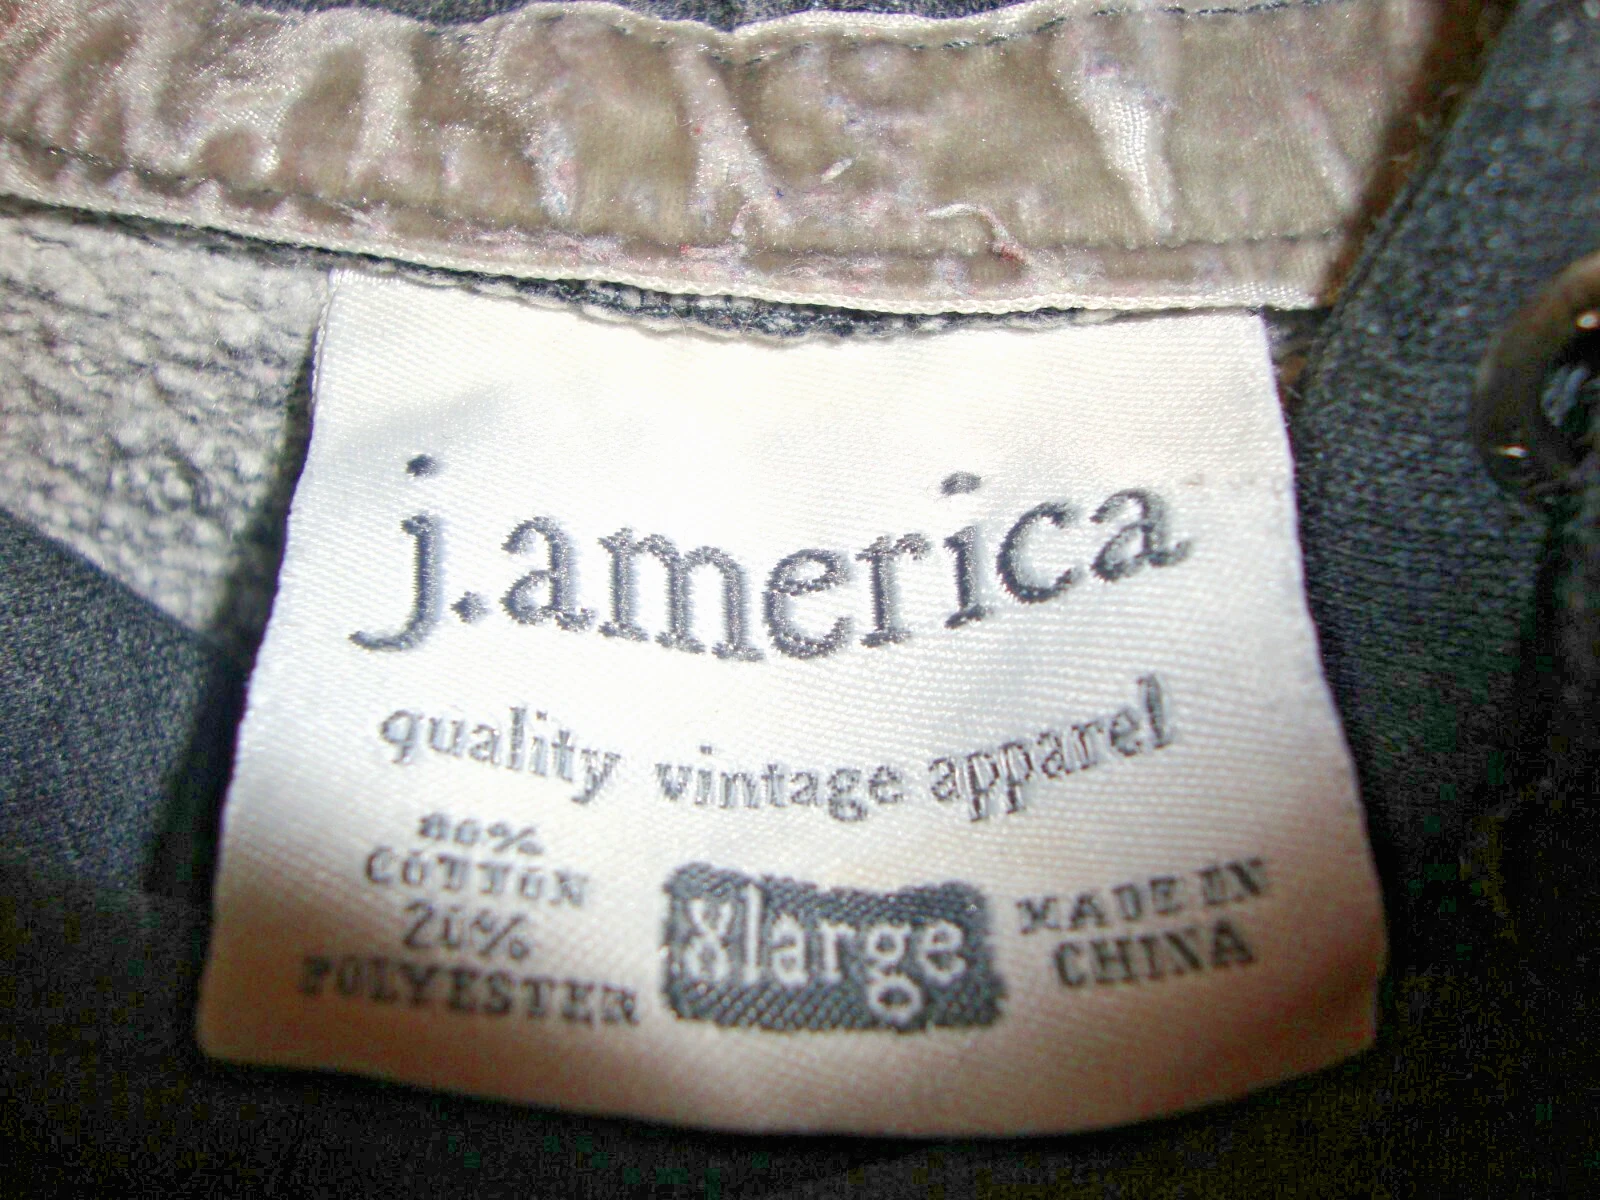 j.america
quality vintage apparel
80%
COTTON
20%
POLYESTER
xlarge
MADE IN
CHINA